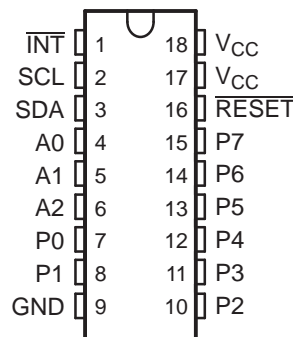 INT 1 18 VCC
SCL 2 17 VCC
SDA 3 16 RESET
A0 4 15 P7
A1 5 14 P6
A2 6 13 P5
P0 7 12 P4
P1 8 11 P3
GND 9 10 P2